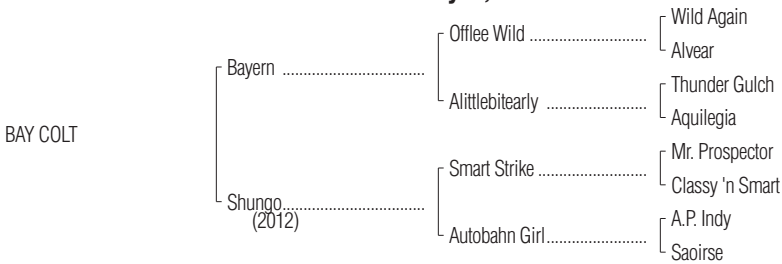 Wild Again
Offlee Wild ..............................
Alvear
Bayern ....................................
Thunder Gulch
Alittlebitearly ..........................
Aquilegia
BAY COLT
Mr. Prospector
Smart Strike ............................
Classy 'n Smart
Shungo....................................
(2012)
A.P. Indy
Autobahn Girl..........................
Saoirse